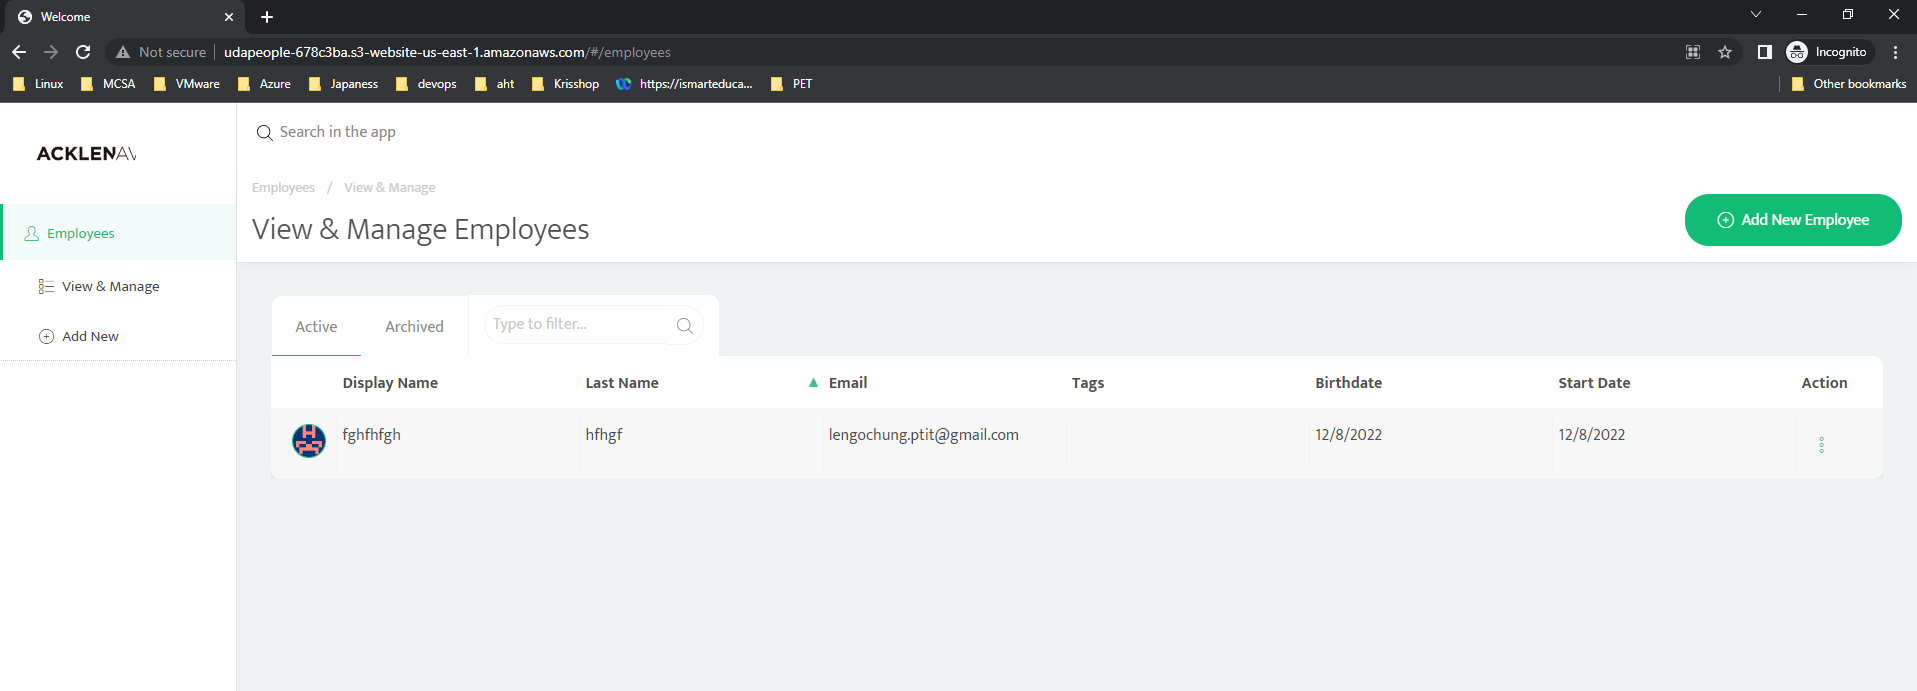 Welcome
Not secure udapeople-678c3ba.s3-website-us-east-1.amazonaws.com/#/employees Incognito
Linux MCSA VMware Azure Japaness devops aht Krisshop https://ismarteduca... PET Other bookmarks
ACKLENAV
Search in the app
Employees / View & Manage
View & Manage Employees
Add New Employee
Employees
View & Manage
Add New
Active Archived Type to filter...
Display Name Last Name Email Tags Birthdate Start Date Action
fghfhfgh hfhgf lengochung.ptit@gmail.com 12/8/2022 12/8/2022